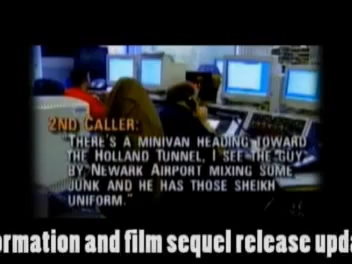 2ND CALLER:
"THERE'S A MINIVAN HEADING TOWARD
THE HOLLAND TUNNEL, I SEE THE GUY
BY NEWARK AIRPORT MIXING SOME
JUNK AND HE HAS THOSE SHEIKH
UNIFORM."
ormation and film sequel release upda